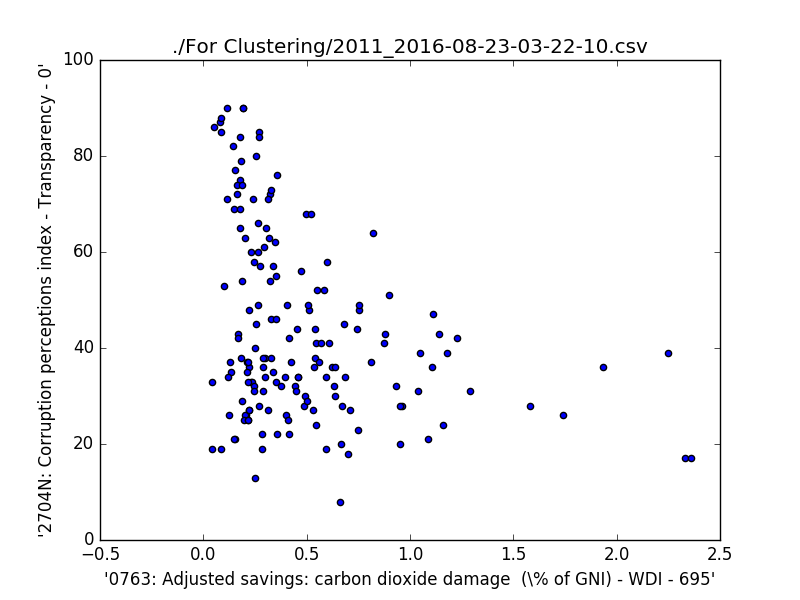 ./For Clustering/2011_2016-08-23-03-22-10.csv
100
80
60
40
20
0
'2704N: Corruption perceptions index - Transparency - 0'
−0.5 0.0 0.5 1.0 1.5 2.0 2.5
'0763: Adjusted savings: carbon dioxide damage  (\% of GNI) - WDI - 695'